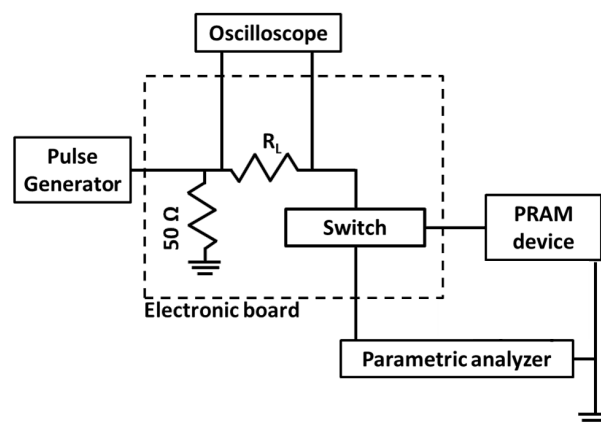 Oscilloscope
Pulse
Generator
R_L
50 Ω
Switch
PRAM
device
Electronic board
Parametric analyzer